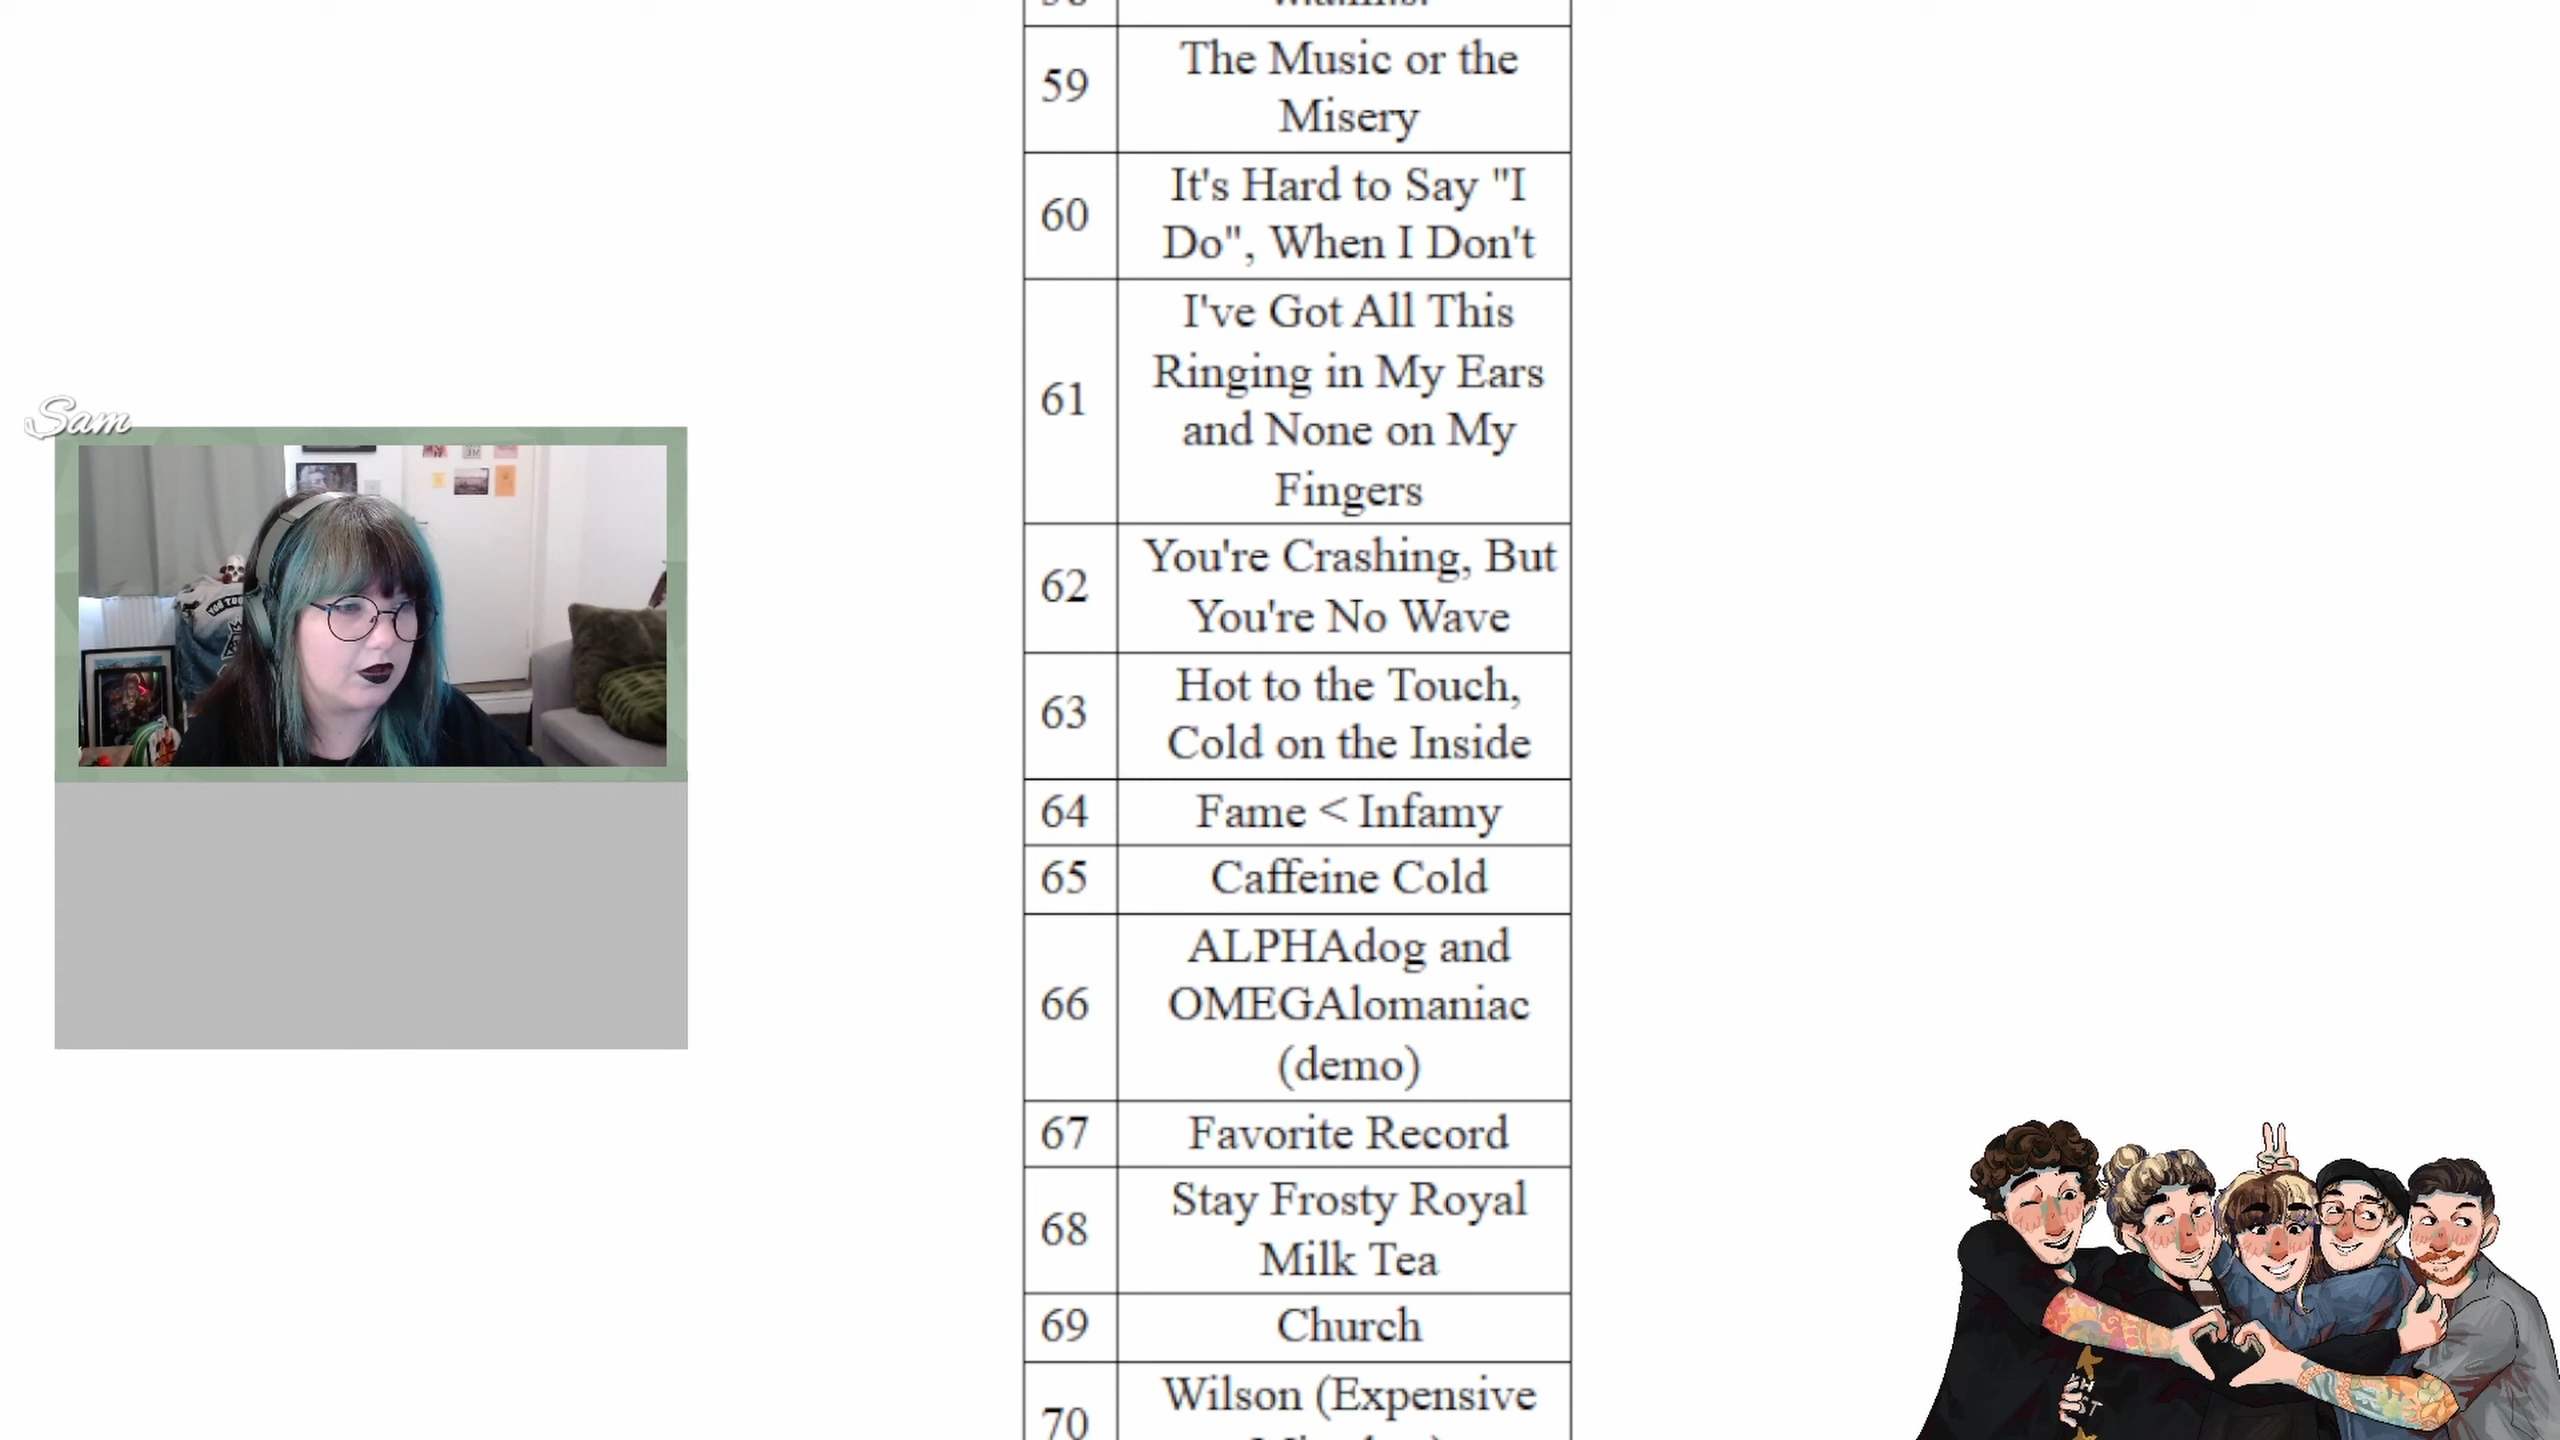 59
The Music or the
Misery
60
It's Hard to Say "I
Do", When I Don't
61
I've Got All This
Ringing in My Ears
and None on My
Fingers
Sam
62
You're Crashing, But
You're No Wave
63
Hot to the Touch,
Cold on the Inside
64
Fame < Infamy
65
Caffeine Cold
66
ALPHAdog and
OMEGAlomaniac
(demo)
67
Favorite Record
68
Stay Frosty Royal
Milk Tea
69
Church
70
Wilson (Expensive